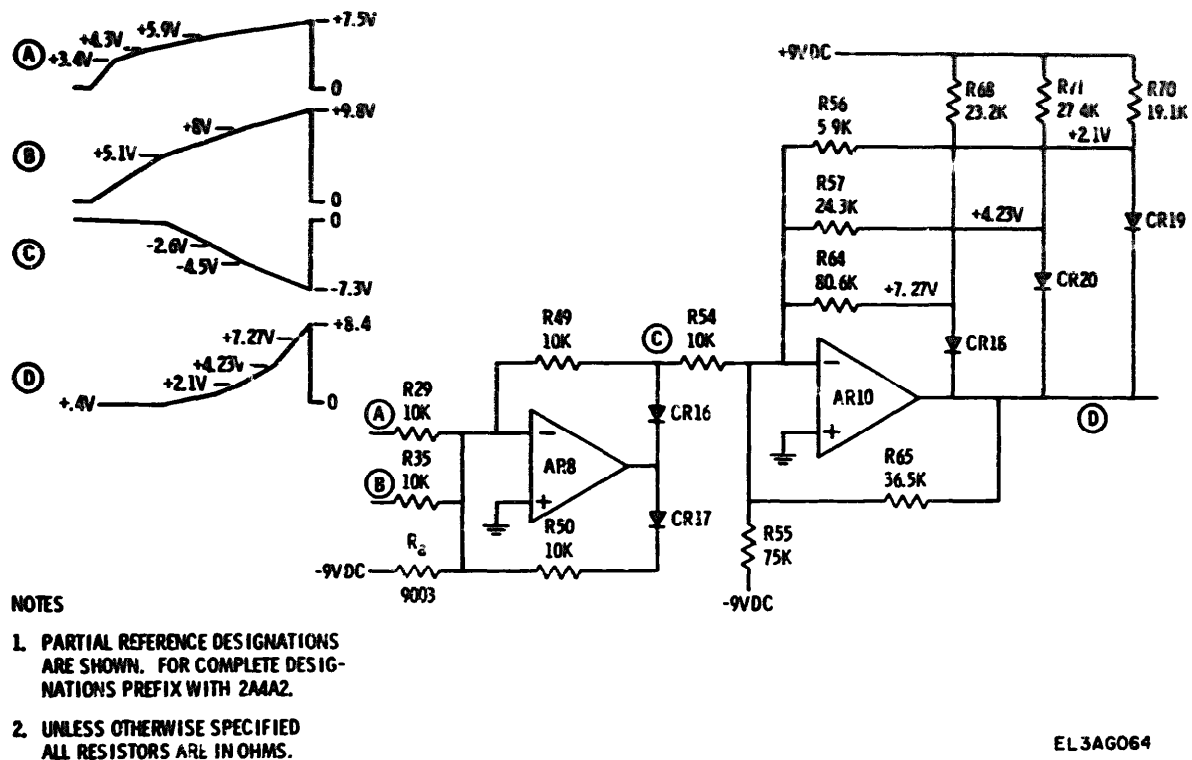 A
+3.4V
+4.3V
+5.9V
+7.5V
0
B
+5.1V
+8V
+9.8V
0
C
-2.6V
-4.5V
0
-7.3V
D
+.4V
+2.1V
+4.23V
+7.27V
+8.4
0
+9VDC
R68
23.2K
R71
27.4K
R70
19.1K
R56
5.9K
+2.1V
R57
24.3K
+4.23V
CR19
R64
80.6K
+7.27V
CR20
R49
10K
C
R54
10K
CR18
R29
10K
A
CR16
−
AR10
+
D
R35
10K
B
−
AR8
+
R65
36.5K
CR17
R50
10K
R55
75K
Ra
-9VDC
9003
-9VDC
NOTES
1. PARTIAL REFERENCE DESIGNATIONS
ARE SHOWN. FOR COMPLETE DESIG-
NATIONS PREFIX WITH 2A4A2.
2. UNLESS OTHERWISE SPECIFIED
ALL RESISTORS ARE IN OHMS.
EL3AG064